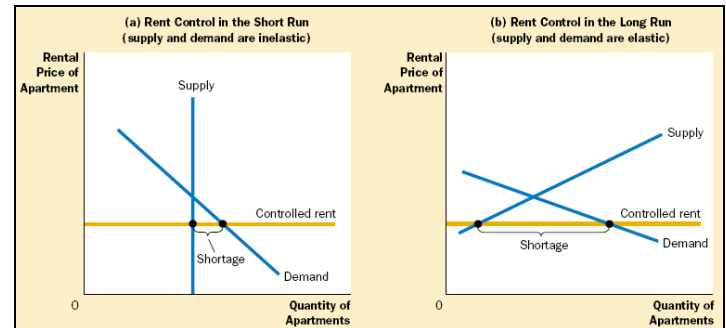 (a) Rent Control in the Short Run
(supply and demand are inelastic)
Rental
Price of
Apartment
Supply
Controlled rent
Shortage
Demand
0
Quantity of
Apartments
(b) Rent Control in the Long Run
(supply and demand are elastic)
Rental
Price of
Apartment
Supply
Controlled rent
Shortage
Demand
0
Quantity of
Apartments